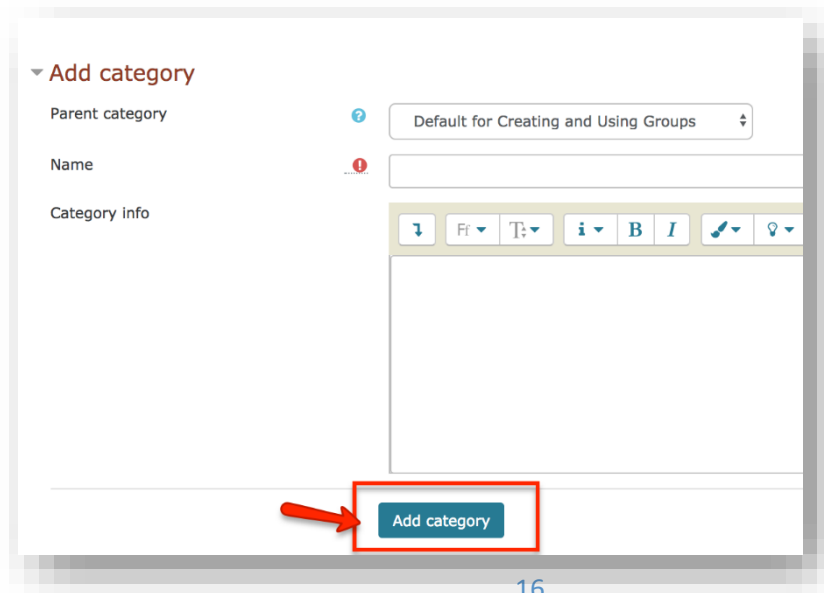 Add category
Parent category
Default for Creating and Using Groups
Name
Category info
Ff
T
i
B
I
Add category
16